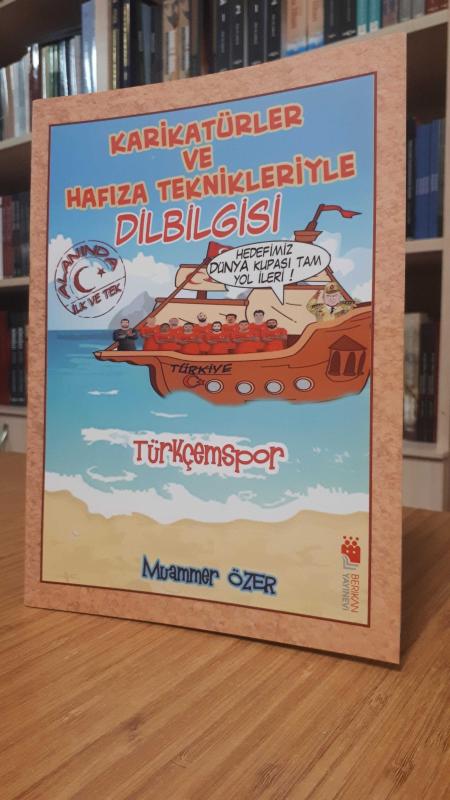 KARİKATÜRLER
VE
HAFIZA TEKNİKLERİYLE
DİLBİLGİSİ
HEDEFİMİZ
DÜNYA KUPASI TAM
YOL İLERİ !
ALANINDA
İLK VE TEK
TÜRKİYE
Türkçemspor
Muammer ÖZER
BERİKAN
YAYINEVİ